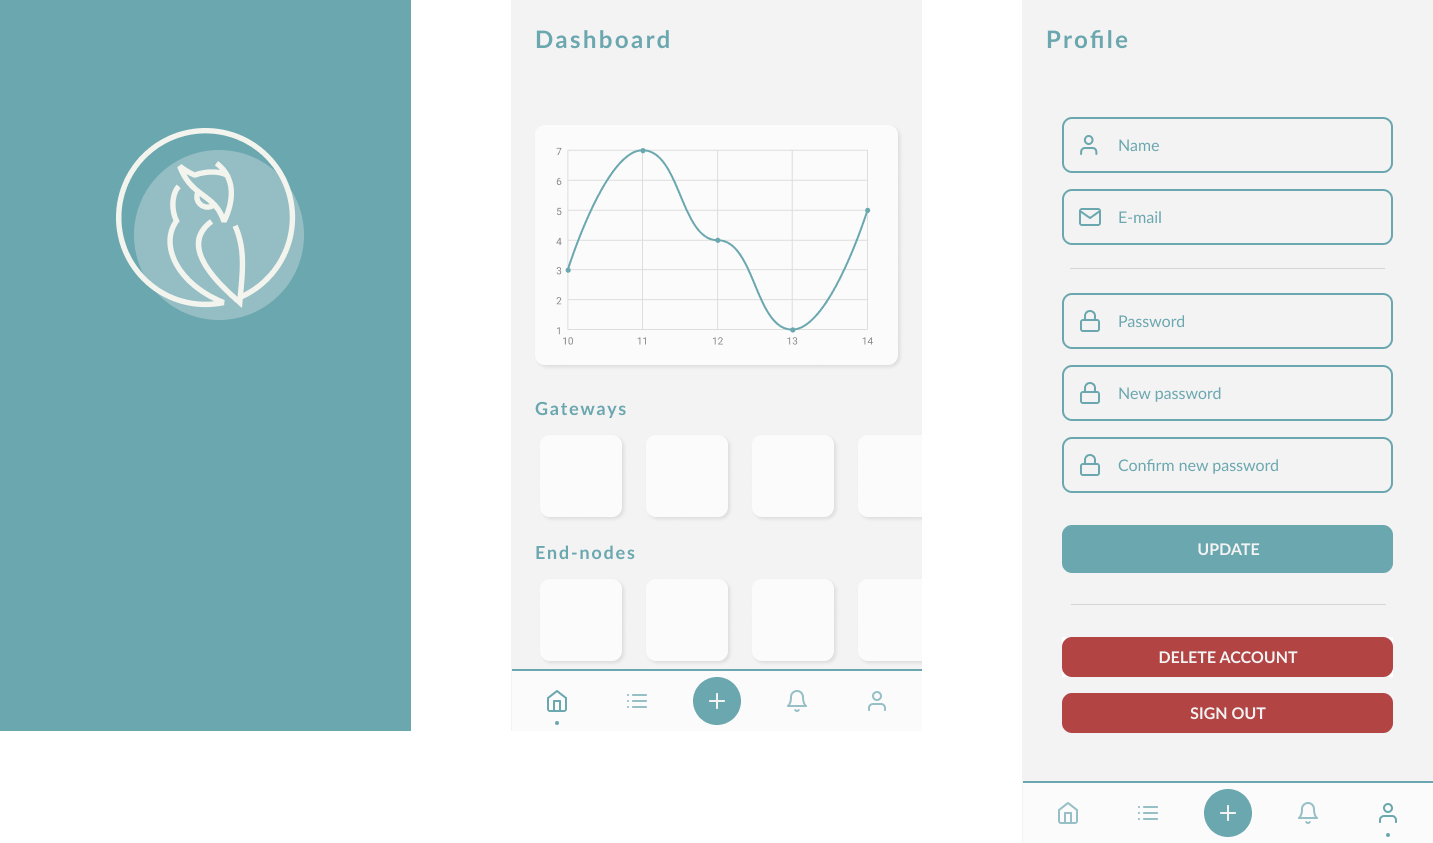 Dashboard
7
6
5
4
3
2
1
10 11 12 13 14
Gateways
End-nodes
Profile
Name
E-mail
Password
New password
Confirm new password
UPDATE
DELETE ACCOUNT
SIGN OUT